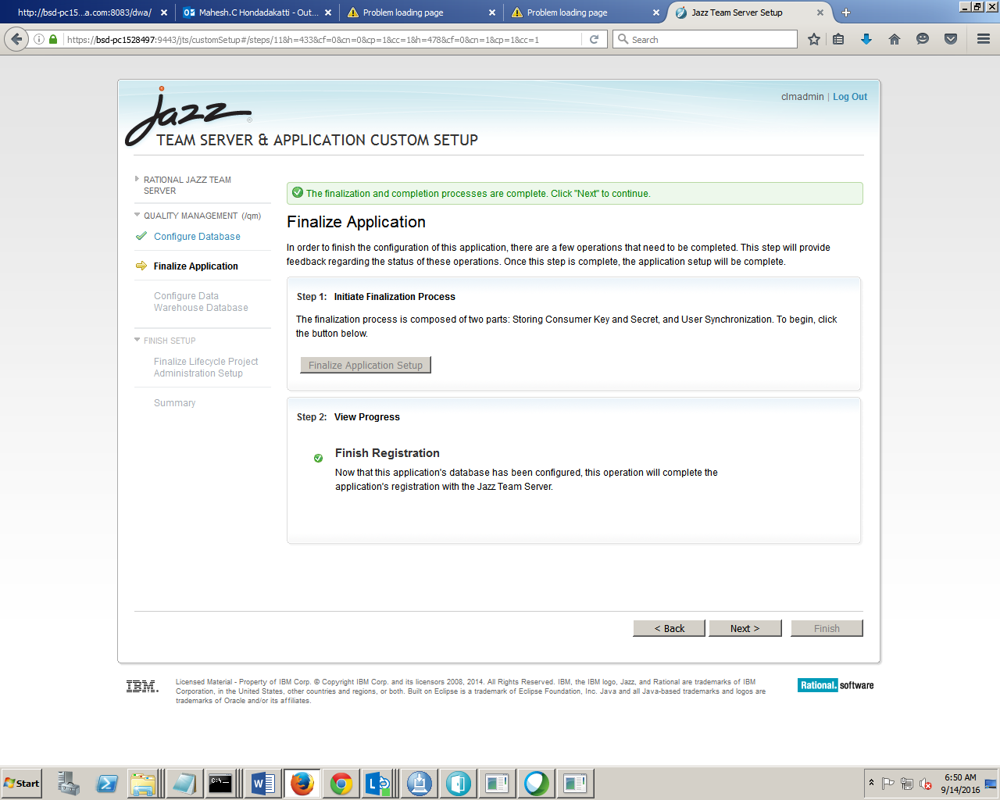 http://bsd-pc15...a.com:8083/dwa/
Mahesh.C Hondadakatti - Out...
Problem loading page
Problem loading page
Jazz Team Server Setup
https://bsd-pc1528497:9443/jts/customSetup#/steps/11&h=433&cf=0&cn=0&cp=1&cc=1&h=478&cf=0&cn=1&cp=1&cc=1
Search
clmadmin | Log Out
jazz
TEAM SERVER & APPLICATION CUSTOM SETUP
RATIONAL JAZZ TEAM
SERVER
QUALITY MANAGEMENT (/qm)
Configure Database
Finalize Application
Configure Data
Warehouse Database
FINISH SETUP
Finalize Lifecycle Project
Administration Setup
Summary
The finalization and completion processes are complete. Click "Next" to continue.
Finalize Application
In order to finish the configuration of this application, there are a few operations that need to be completed. This step will provide
feedback regarding the status of these operations. Once this step is complete, the application setup will be complete.
Step 1: Initiate Finalization Process
The finalization process is composed of two parts: Storing Consumer Key and Secret, and User Synchronization. To begin, click
the button below.
Finalize Application Setup
Step 2: View Progress
Finish Registration
Now that this application's database has been configured, this operation will complete the
application's registration with the Jazz Team Server.
< Back
Next >
Finish
IBM.
Licensed Material - Property of IBM Corp. © Copyright IBM Corp. and its licensors 2008, 2014. All Rights Reserved. IBM, the IBM logo, Jazz, and Rational are trademarks of IBM
Corporation, in the United States, other countries and regions, or both. Built on Eclipse is a trademark of Eclipse Foundation, Inc. Java and all Java-based trademarks and logos are
trademarks of Oracle and/or its affiliates.
Rational. software
Start
6:50 AM
9/14/2016